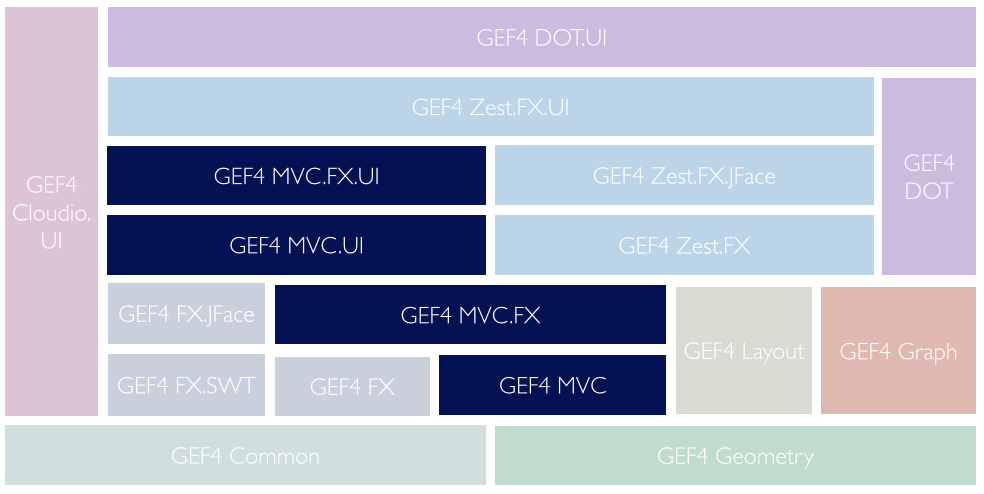 GEF4 DOT.UI
GEF4 Zest.FX.UI
GEF4
Cloudio.
UI
GEF4 MVC.FX.UI
GEF4 Zest.FX.JFace
GEF4
DOT
GEF4 MVC.UI
GEF4 Zest.FX
GEF4 FX.JFace
GEF4 MVC.FX
GEF4 Layout
GEF4 Graph
GEF4 FX.SWT
GEF4 FX
GEF4 MVC
GEF4 Common
GEF4 Geometry